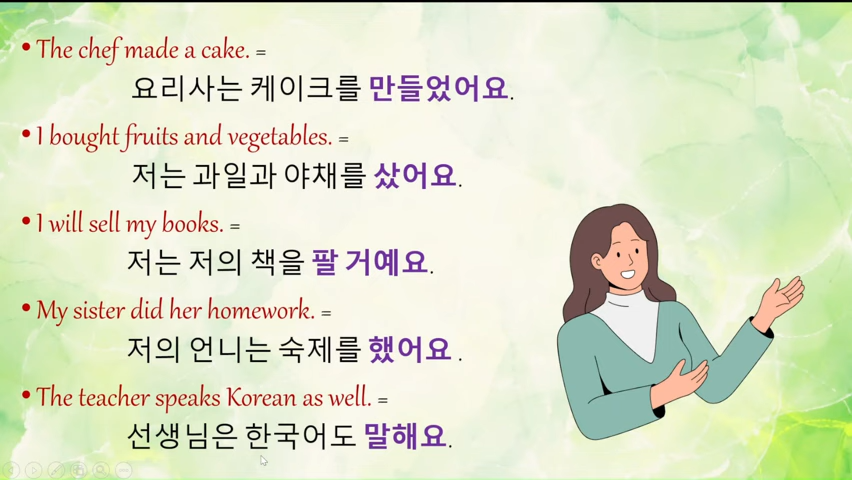 • The chef made a cake. =
요리사는 케이크를 만들었어요.
• I bought fruits and vegetables. =
저는 과일과 야채를 샀어요.
• I will sell my books. =
저는 저의 책을 팔 거예요.
• My sister did her homework. =
저의 언니는 숙제를 했어요 .
• The teacher speaks Korean as well. =
선생님은 한국어도 말해요.